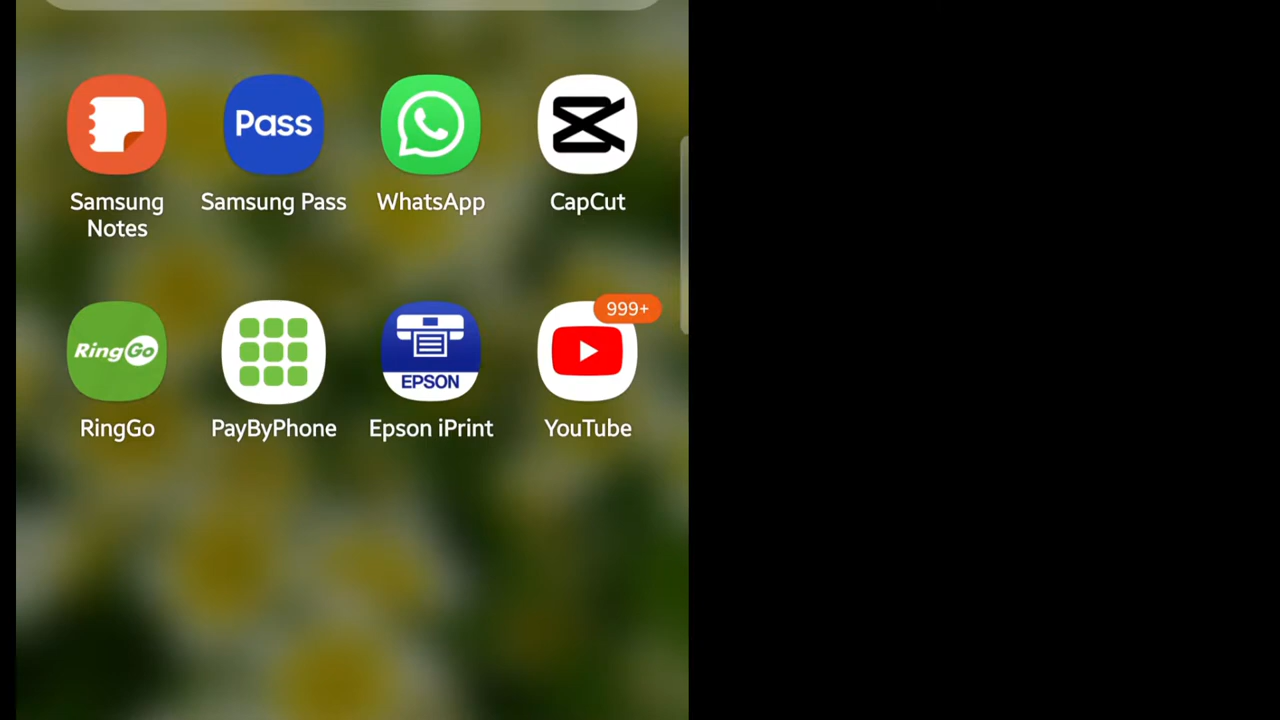 Pass
Samsung Notes
Samsung Pass
WhatsApp
CapCut
RingGo
EPSON
999+
RingGo
PayByPhone
Epson iPrint
YouTube